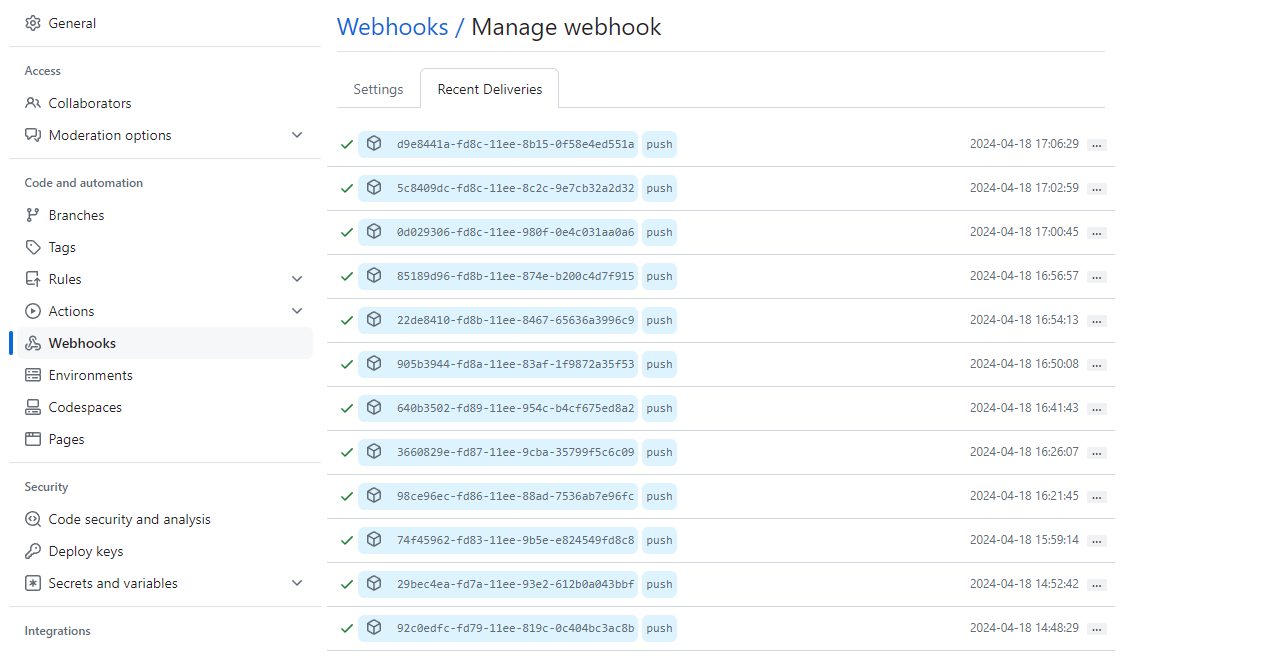 General
Access
Collaborators
Moderation options
Code and automation
Branches
Tags
Rules
Actions
Webhooks
Environments
Codespaces
Pages
Security
Code security and analysis
Deploy keys
Secrets and variables
Integrations
Webhooks / Manage webhook
Settings Recent Deliveries
d9e8441a-fd8c-11ee-8b15-0f58e4ed551a push 2024-04-18 17:06:29 ...
5c8409dc-fd8c-11ee-8c2c-9e7cb32a2d32 push 2024-04-18 17:02:59 ...
0d029306-fd8c-11ee-980f-0e4c031aa0a6 push 2024-04-18 17:00:45 ...
85189d96-fd8b-11ee-874e-b200c4d7f915 push 2024-04-18 16:56:57 ...
22de8410-fd8b-11ee-8467-65636a3996c9 push 2024-04-18 16:54:13 ...
905b3944-fd8a-11ee-83af-1f9872a35f53 push 2024-04-18 16:50:08 ...
640b3502-fd89-11ee-954c-b4cf675ed8a2 push 2024-04-18 16:41:43 ...
3660829e-fd87-11ee-9cba-35799f5c6c09 push 2024-04-18 16:26:07 ...
98ce96ec-fd86-11ee-88ad-7536ab7e96fc push 2024-04-18 16:21:45 ...
74f45962-fd83-11ee-9b5e-e824549fd8c8 push 2024-04-18 15:59:14 ...
29bec4ea-fd7a-11ee-93e2-612b0a043bbf push 2024-04-18 14:52:42 ...
92c0edfc-fd79-11ee-819c-0c404bc3ac8b push 2024-04-18 14:48:29 ...